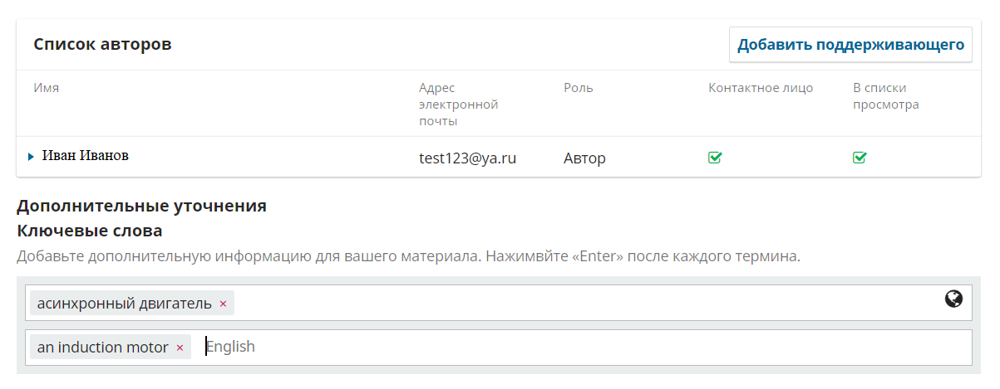 Список авторов
Добавить поддерживающего
Имя
Адрес электронной почты
Роль
Контактное лицо
В списки просмотра
Иван Иванов
test123@ya.ru
Автор
Дополнительные уточнения
Ключевые слова
Добавьте дополнительную информацию для вашего материала. Нажимвйте «Enter» после каждого термина.
асинхронный двигатель ×
an induction motor × English